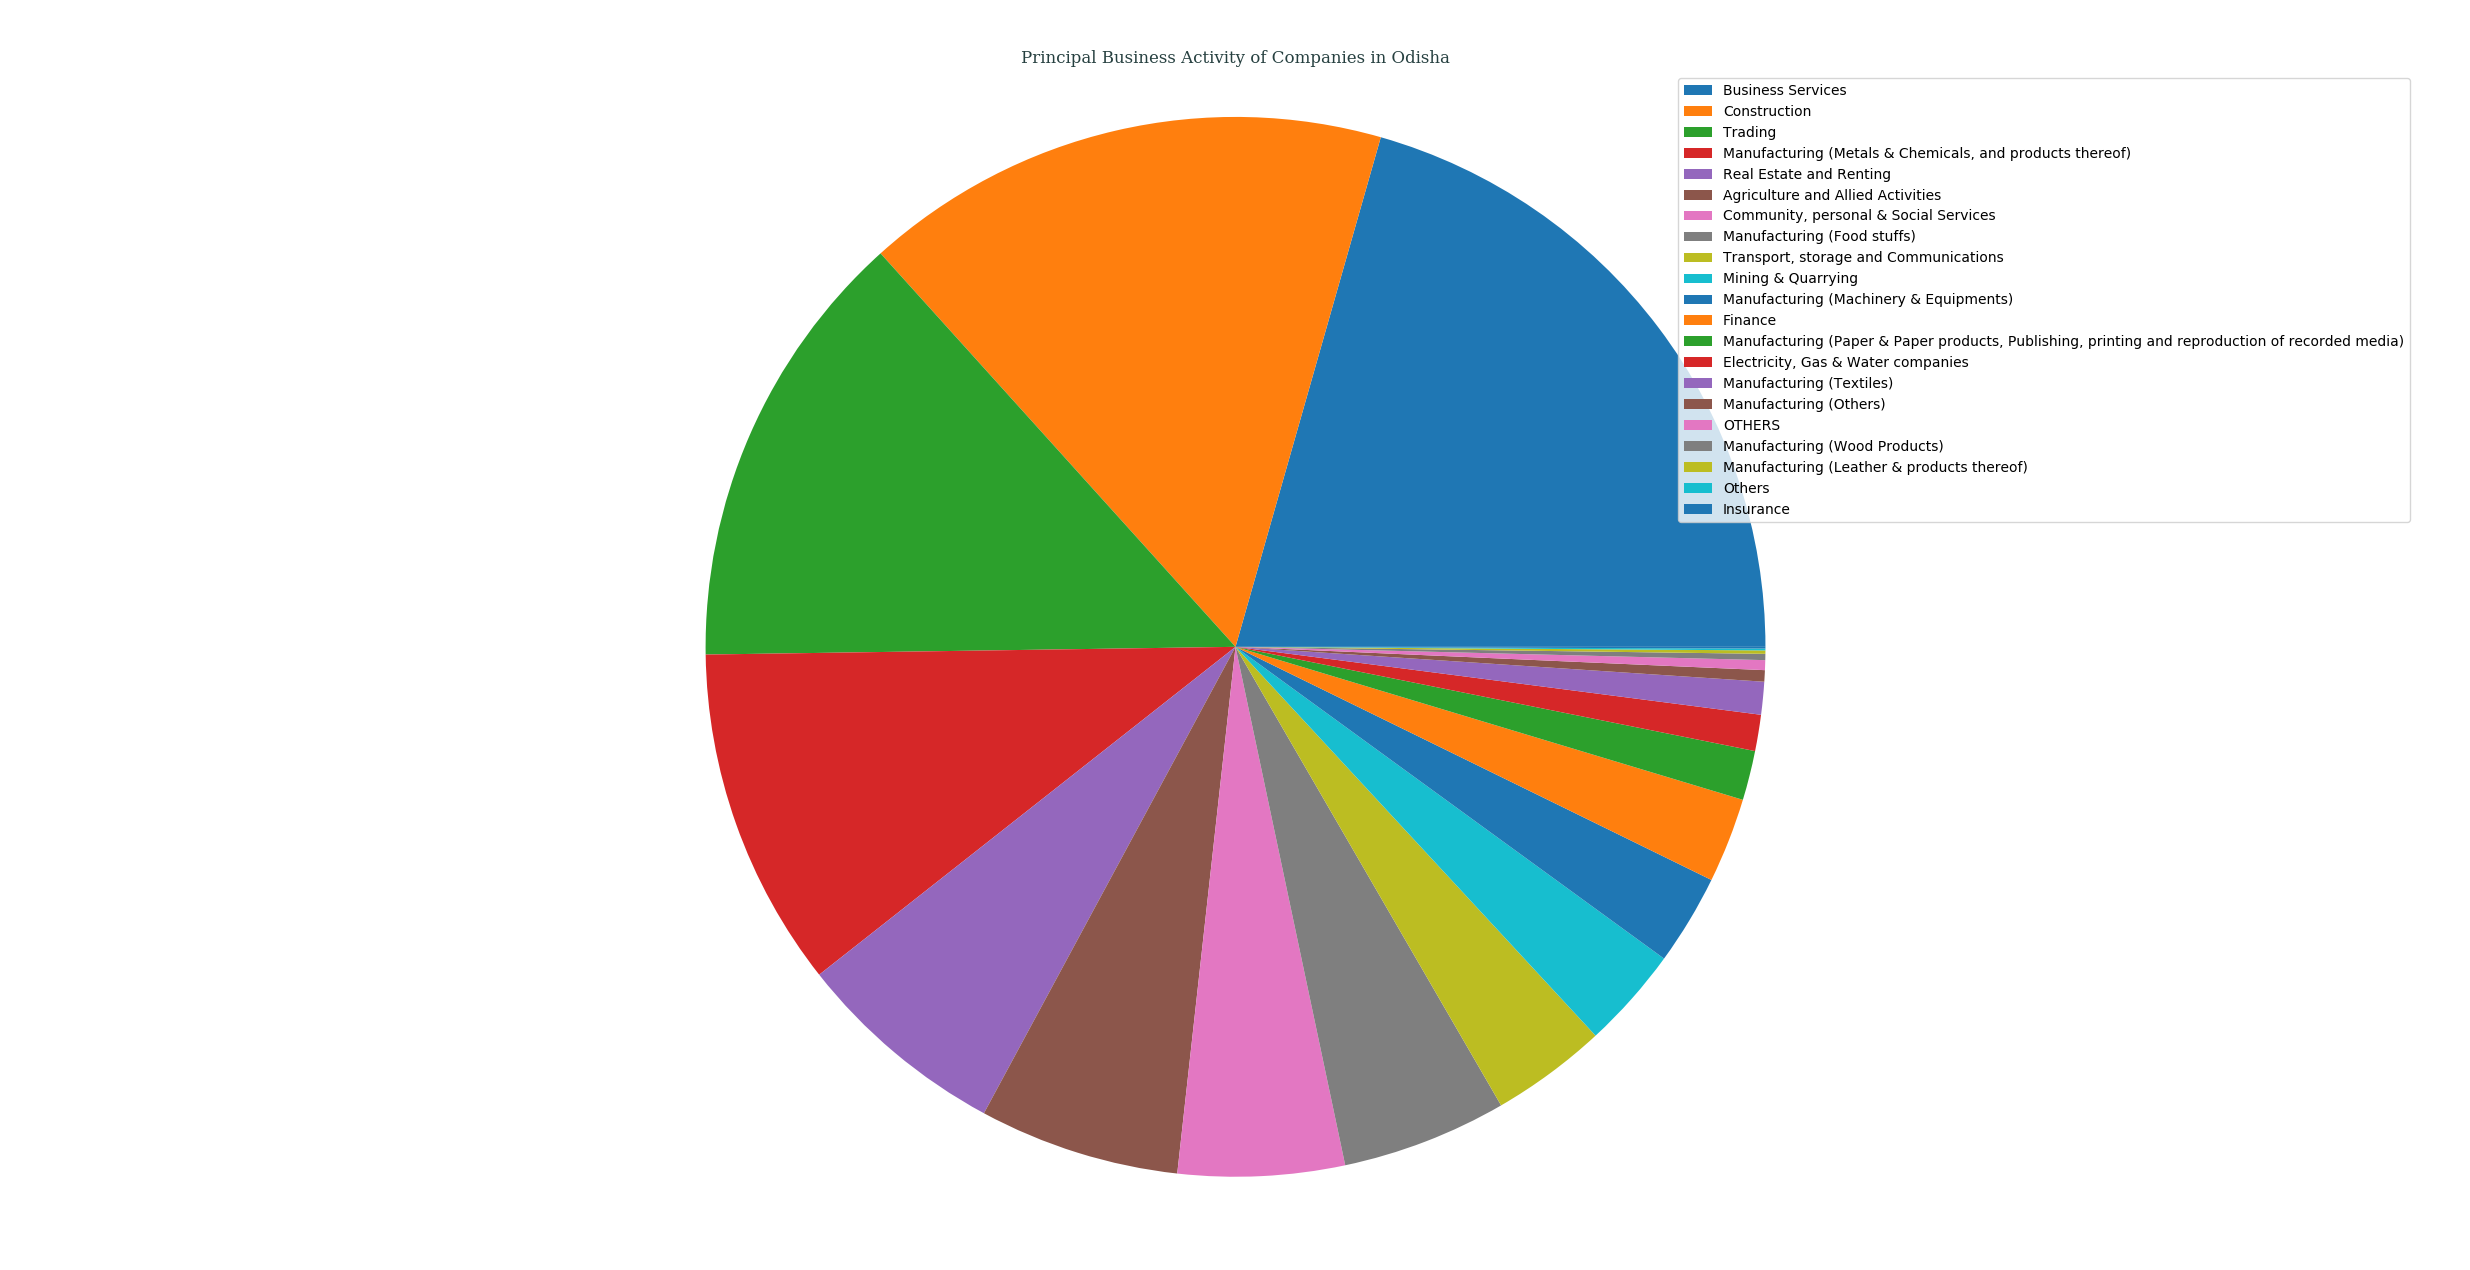 Principal Business Activity of Companies in Odisha
Business Services
Construction
Trading
Manufacturing (Metals & Chemicals, and products thereof)
Real Estate and Renting
Agriculture and Allied Activities
Community, personal & Social Services
Manufacturing (Food stuffs)
Transport, storage and Communications
Mining & Quarrying
Manufacturing (Machinery & Equipments)
Finance
Manufacturing (Paper & Paper products, Publishing, printing and reproduction of recorded media)
Electricity, Gas & Water companies
Manufacturing (Textiles)
Manufacturing (Others)
OTHERS
Manufacturing (Wood Products)
Manufacturing (Leather & products thereof)
Others
Insurance